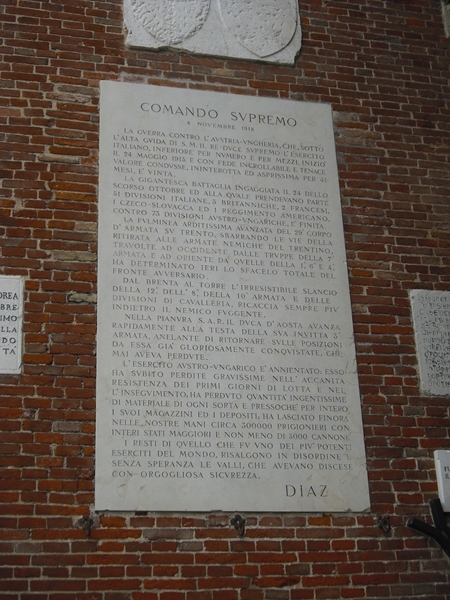 COMANDO SVPREMO
4 NOVEMBRE 1918
LA GVERRA CONTRO L'AVSTRIA-VNGHERIA, CHE, SOTTO
L'ALTA GVIDA DI S.M. IL RE-DVCE SVPREMO L'ESERCITO
ITALIANO, INFERIORE PER NVMERO E PER MEZZI, INIZIÒ
IL 24 MAGGIO 1915 E CON FEDE INCROLLABILE E TENACE
VALORE CONDVSSE, ININTEROTTA ED ASPRISSIMA PER 41
MESI, E' VINTA.
LA GIGANTESCA BATTAGLIA INGAGGIATA IL 24 DELLO
SCORSO OTTOBRE ED ALLA QVALE PRENDEVANO PARTE
51 DIVISIONI ITALIANE, 3 BRITANNICHE, 2 FRANCESI,
1 CZECO-SLOVACCA ED 1 REGGIMENTO AMERICANO,
CONTRO 73 DIVISIONI AVSTRO-VNGARICHE, E' FINITA.
LA FVLMINEA ARDITISSIMA AVANZATA DEL 29° CORPO
D'ARMATA SV TRENTO, SBARRANDO LE VIE DELLA
RITIRATA ALLE ARMATE NEMICHE DEL TRENTINO,
TRAVOLTE AD OCCIDENTE DALLE TRVPPE DELLA 7ª
ARMATA E AD ORIENTE DA QVELLE DELLA 1ª, 6ª E 4ª
HA DETERMINATO IERI LO SFACELO TOTALE DEL
FRONTE AVVERSARIO.
DAL BRENTA AL TORRE L'IRRESISTIBILE SLANCIO
DELLA 12ª, DELL' 8ª, DELLA 10ª ARMATA E DELLE
DIVISIONI DI CAVALLERIA, RICACCIA SEMPRE PIV'
INDIETRO IL NEMICO FVGGENTE.
NELLA PIANVRA S.A.R. IL DVCA D'AOSTA AVANZA
RAPIDAMENTE ALLA TESTA DELLA SVA INVITTA 3ª
ARMATA, ANELANTE DI RITORNARE SVLLE POSIZIONI
DA ESSA GIA' GLORIOSAMENTE CONQVISTATE, CHE
MAI AVEVA PERDVTE.
L'ESERCITO AVSTRO-VNGARICO E' ANNIENTATO: ESSO
HA SVBITO PERDITE GRAVISSIME NELL' ACCANITA
RESISTENZA DEI PRIMI GIORNI DI LOTTA E NEL
L'INSEGVIMENTO, HA PERDVTO QVANTITÀ INGENTISSIME
DI MATERIALE DI OGNI SORTA E PRESSOCHÈ PER INTERO
I SVOI MAGAZZINI ED I DEPOSITI, HA LASCIATO FINORA
NELLE NOSTRE MANI CIRCA 300000 PRIGIONIERI CON
INTERI STATI MAGGIORI E NON MENO DI 5000 CANNONI.
I RESTI DI QVELLO CHE FV VNO DEI PIV' POTENTI
ESERCITI DEL MONDO, RISALGONO IN DISORDINE E
SENZA SPERANZA LE VALLI, CHE AVEVANO DISCESE
CON ORGOGLIOSA SICVREZZA.
DIAZ